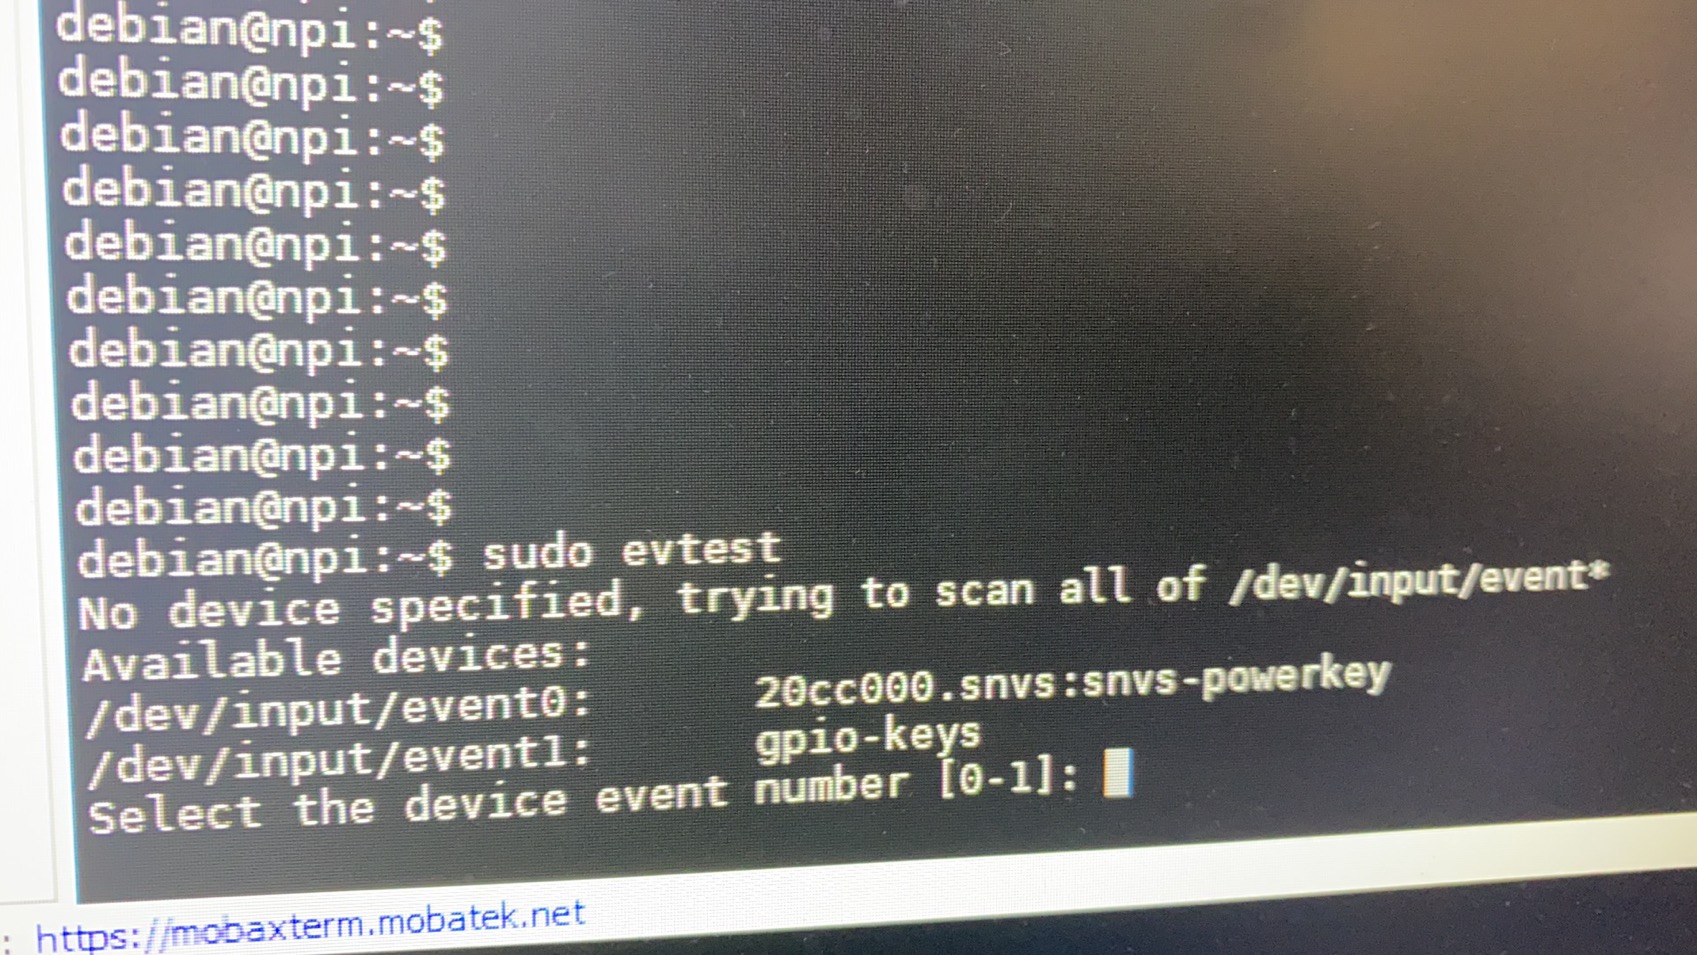 debian@npi:~$
debian@npi:~$
debian@npi:~$
debian@npi:~$
debian@npi:~$
debian@npi:~$
debian@npi:~$
debian@npi:~$
debian@npi:~$
debian@npi:~$
debian@npi:~$ sudo evtest
No device specified, trying to scan all of /dev/input/event*
Available devices:
/dev/input/event0: 20cc000.snvs:snvs-powerkey
/dev/input/event1: gpio-keys
Select the device event number [0-1]:
: https://mobaxterm.mobatek.net